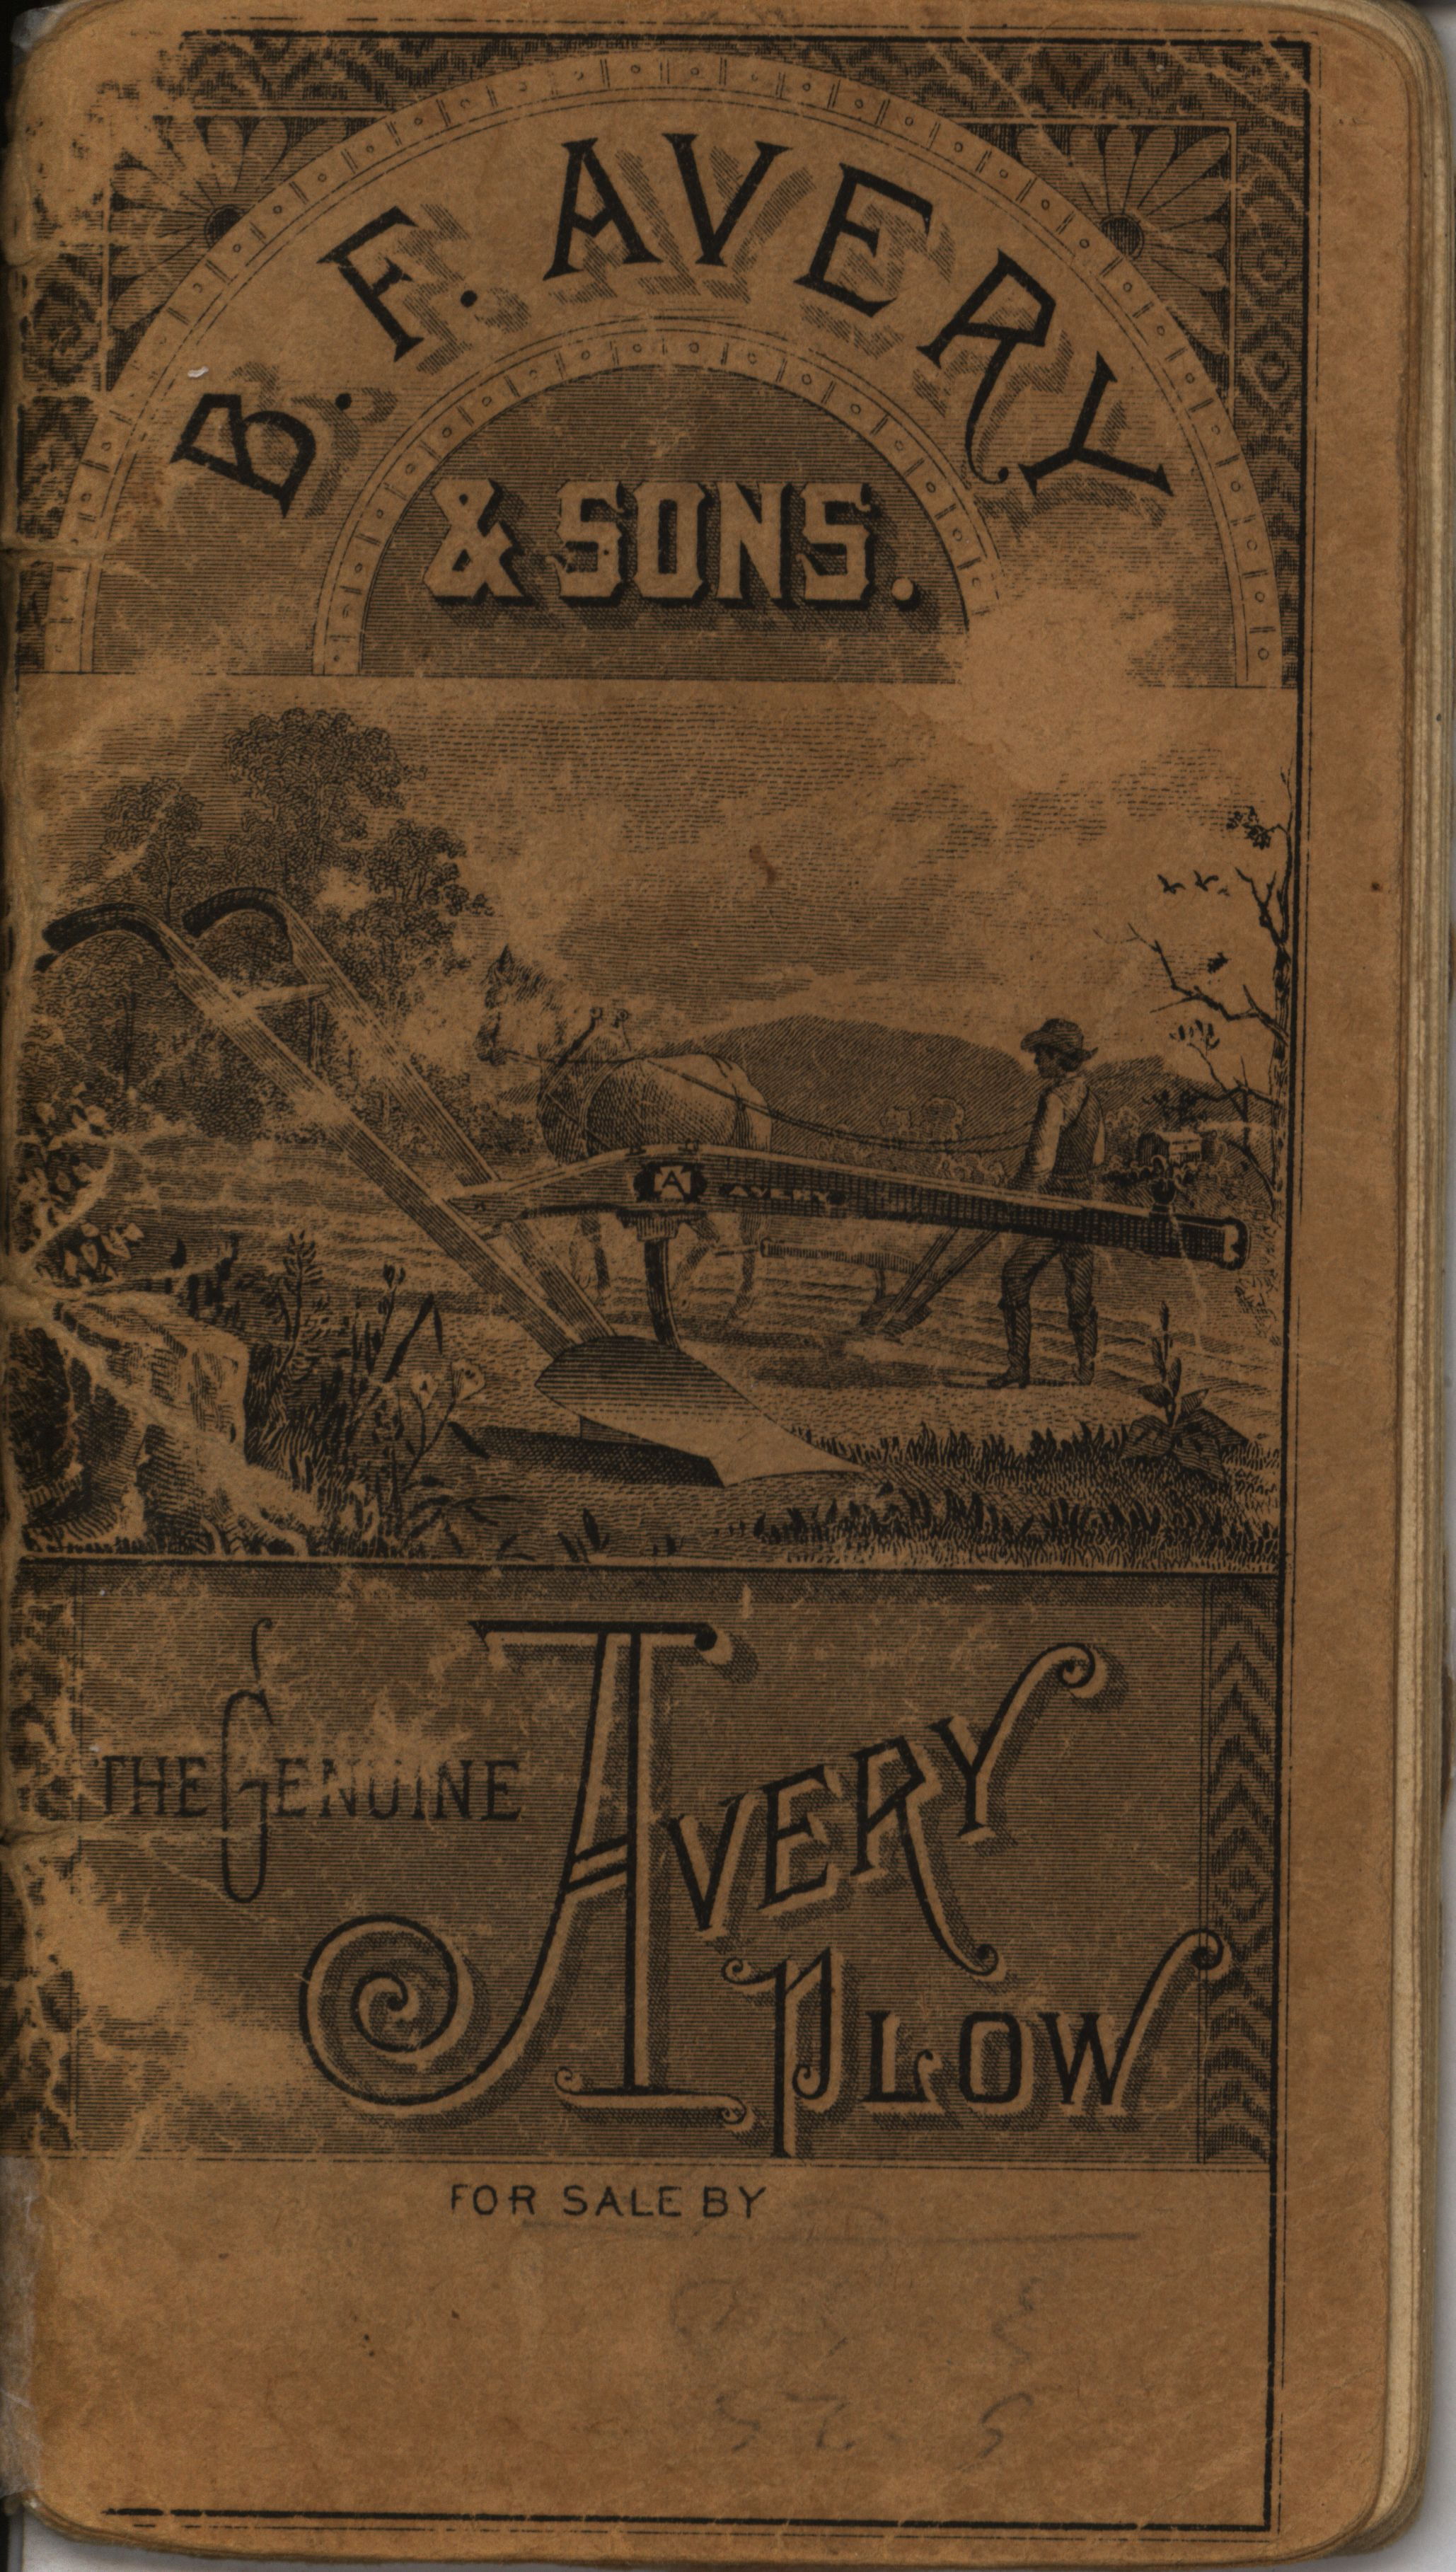 B. F. AVERY
& SONS.
A AVERY
THE GENUINE AVERY
PLOW
FOR SALE BY